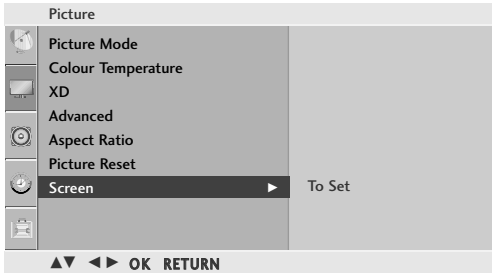 Picture
Picture Mode
Colour Temperature
XD
Advanced
Aspect Ratio
Picture Reset
Screen ► To Set
▲▼ ◄► OK RETURN